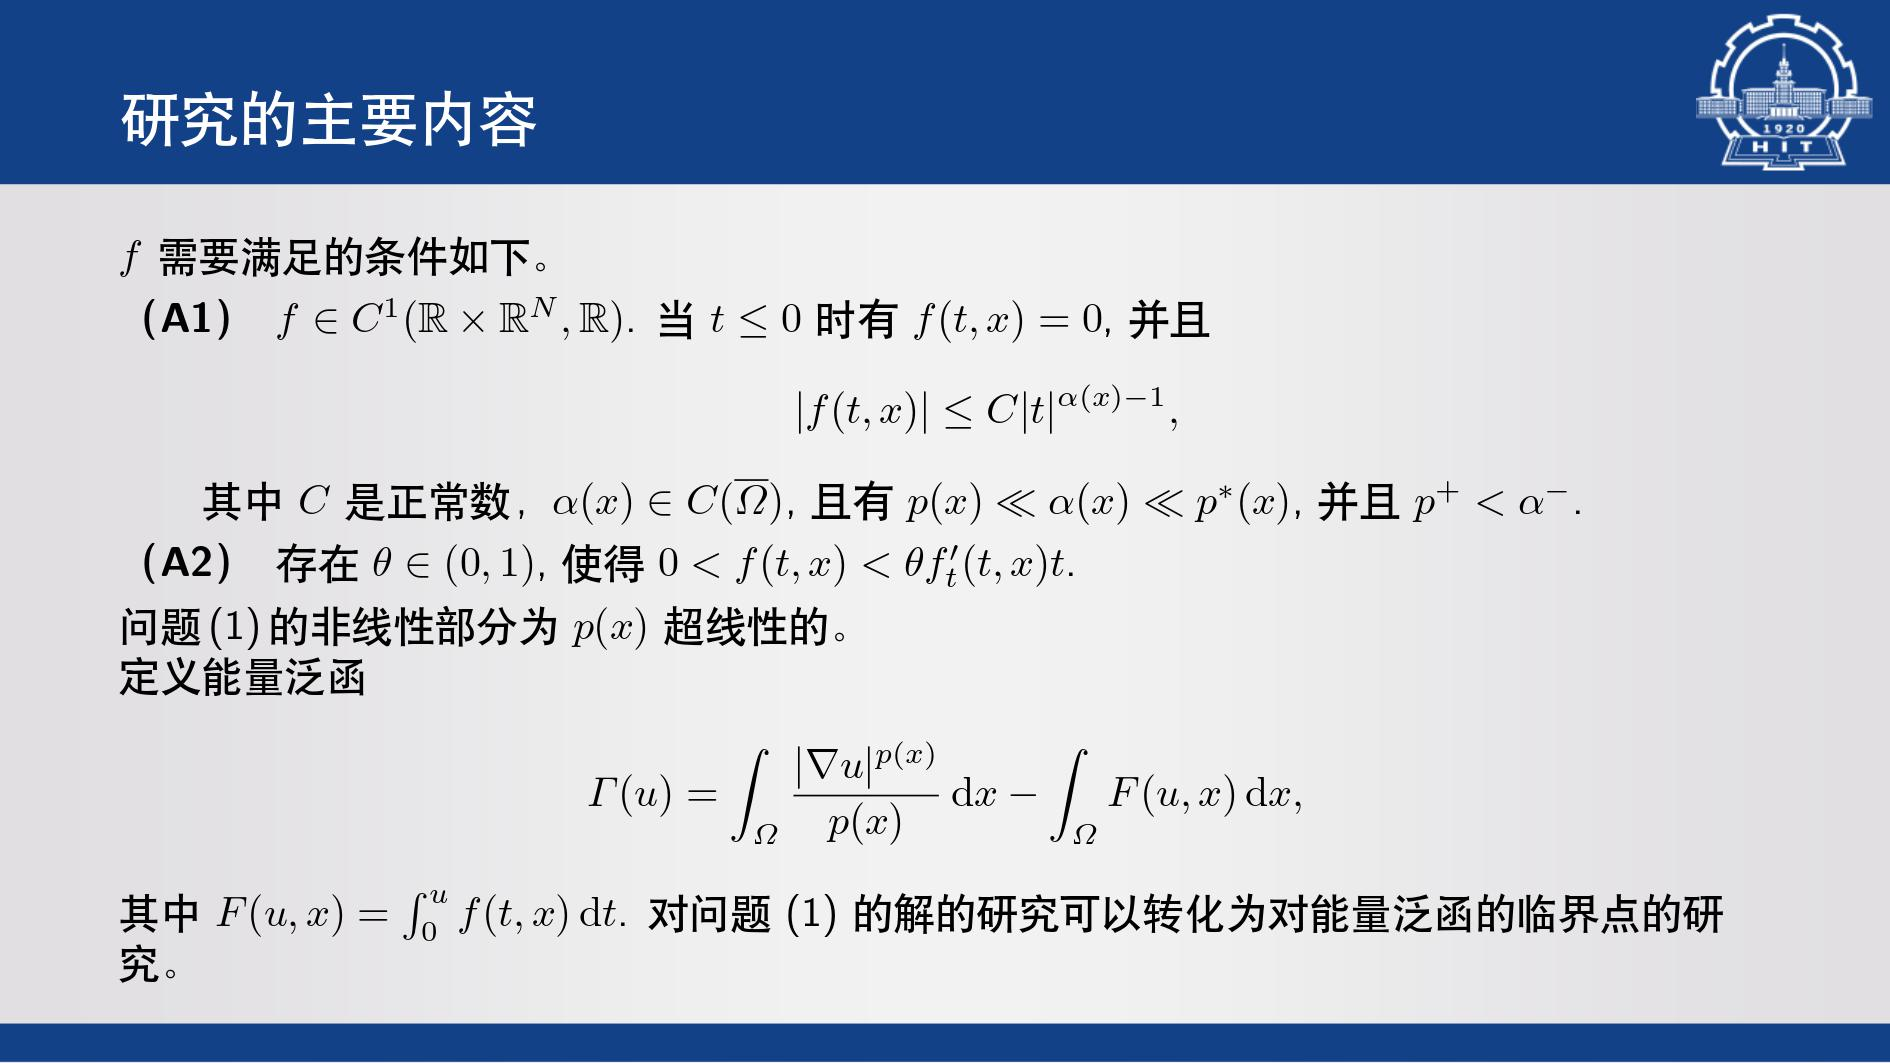 研究的主要内容
1920
HIT
f 需要满足的条件如下。
(A1) f ∈ C¹(ℝ × ℝᴺ, ℝ). 当 t ≤ 0 时有 f(t, x) = 0, 并且
|f(t, x)| ≤ C|t|^{α(x)−1},
其中 C 是正常数, α(x) ∈ C(\overline{Ω}), 且有 p(x) ≪ α(x) ≪ p*(x), 并且 p⁺ < α⁻.
(A2) 存在 θ ∈ (0, 1), 使得 0 < f(t, x) < θf′_t(t, x)t.
问题(1)的非线性部分为 p(x) 超线性的。
定义能量泛函
Γ(u) = ∫_Ω \frac{|∇u|^{p(x)}}{p(x)} dx − ∫_Ω F(u, x) dx,
其中 F(u, x) = ∫_0^u f(t, x) dt. 对问题 (1) 的解的研究可以转化为对能量泛函的临界点的研
究。